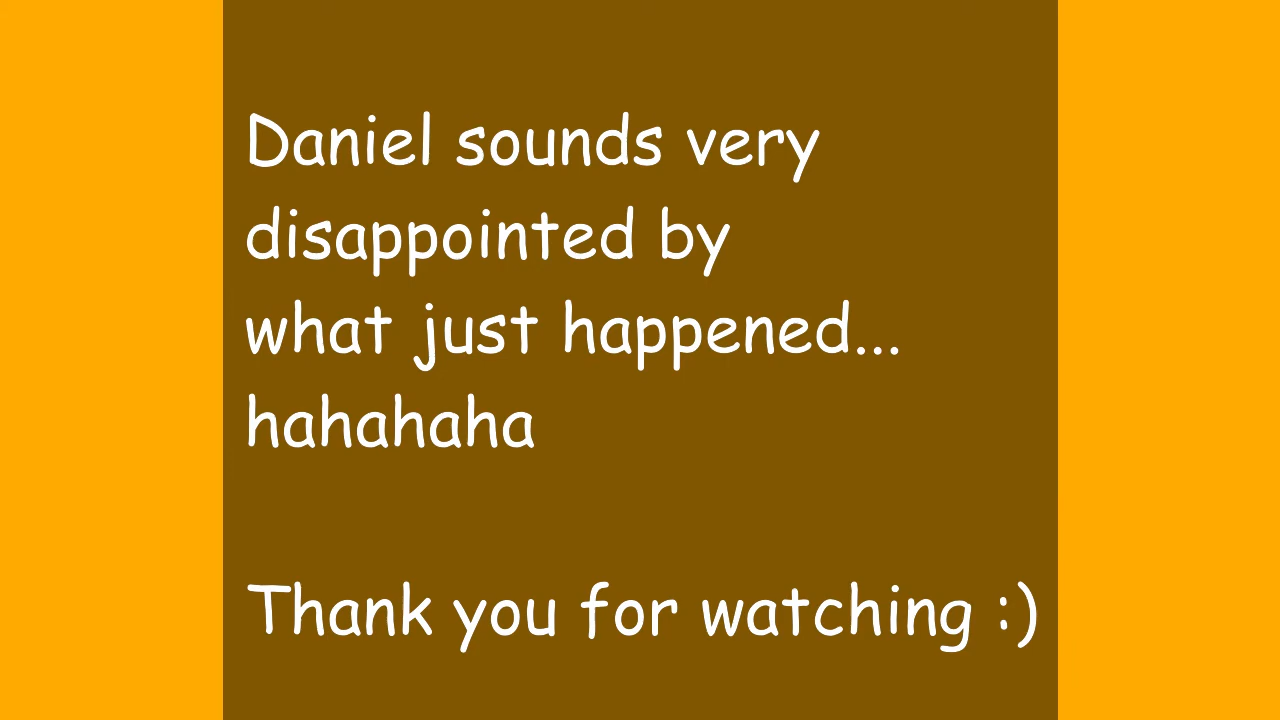 Daniel sounds very
disappointed by
what just happened...
hahahaha
Thank you for watching :)